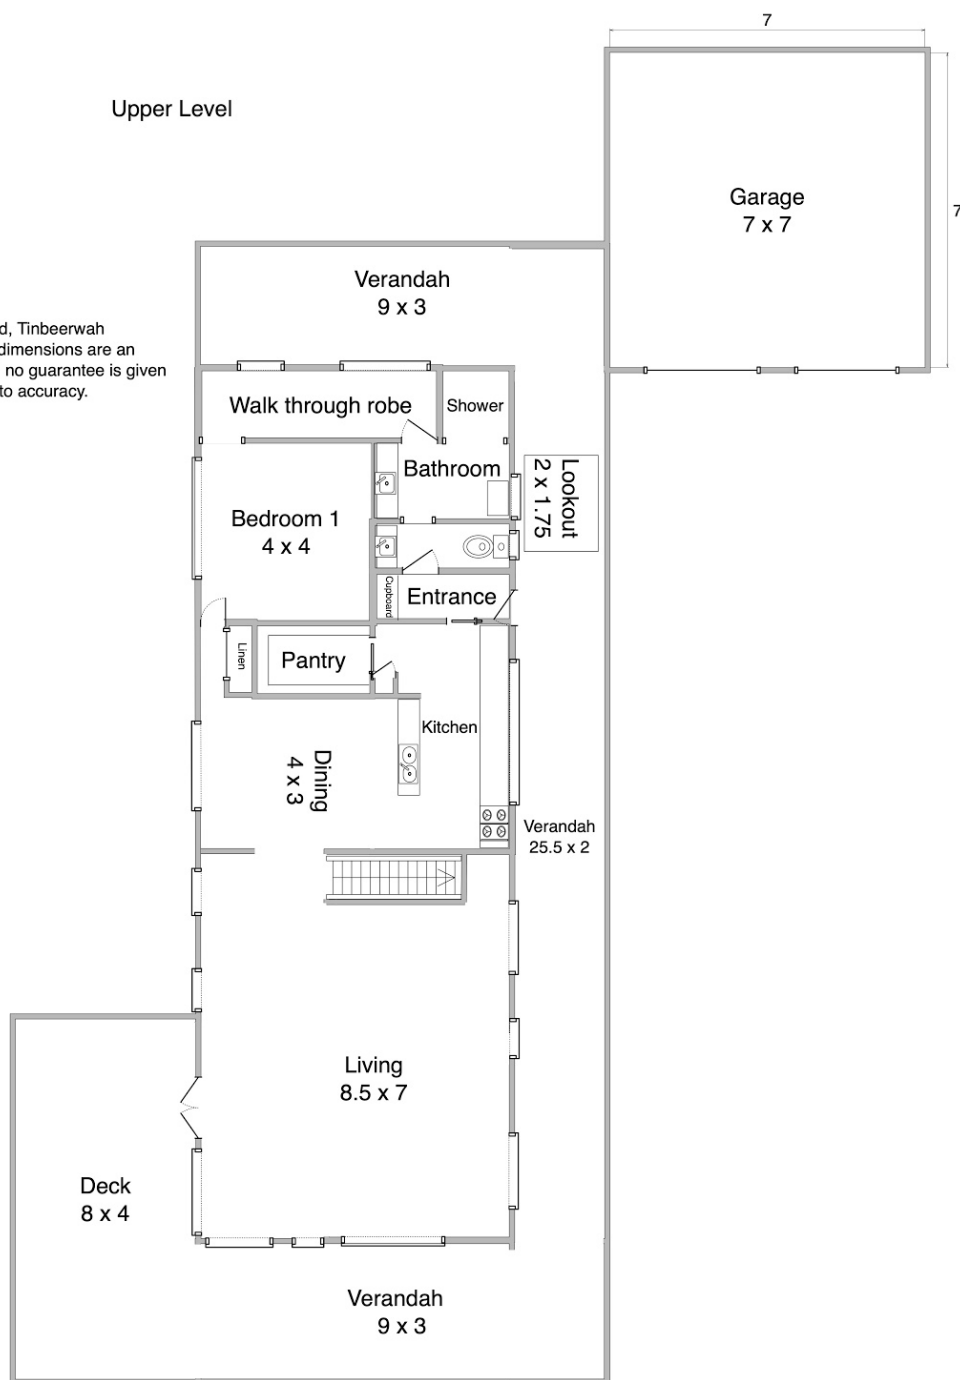 7
Upper Level
Garage
7 x 7
7
Verandah
9 x 3
d, Tinbeerwah
dimensions are an
no guarantee is given
to accuracy.
Walk through robe
Shower
Bathroom
Lookout
2 x 1.75
Bedroom 1
4 x 4
Cupboard
Entrance
Linen
Pantry
Kitchen
Dining
4 x 3
Verandah
25.5 x 2
Living
8.5 x 7
Deck
8 x 4
Verandah
9 x 3